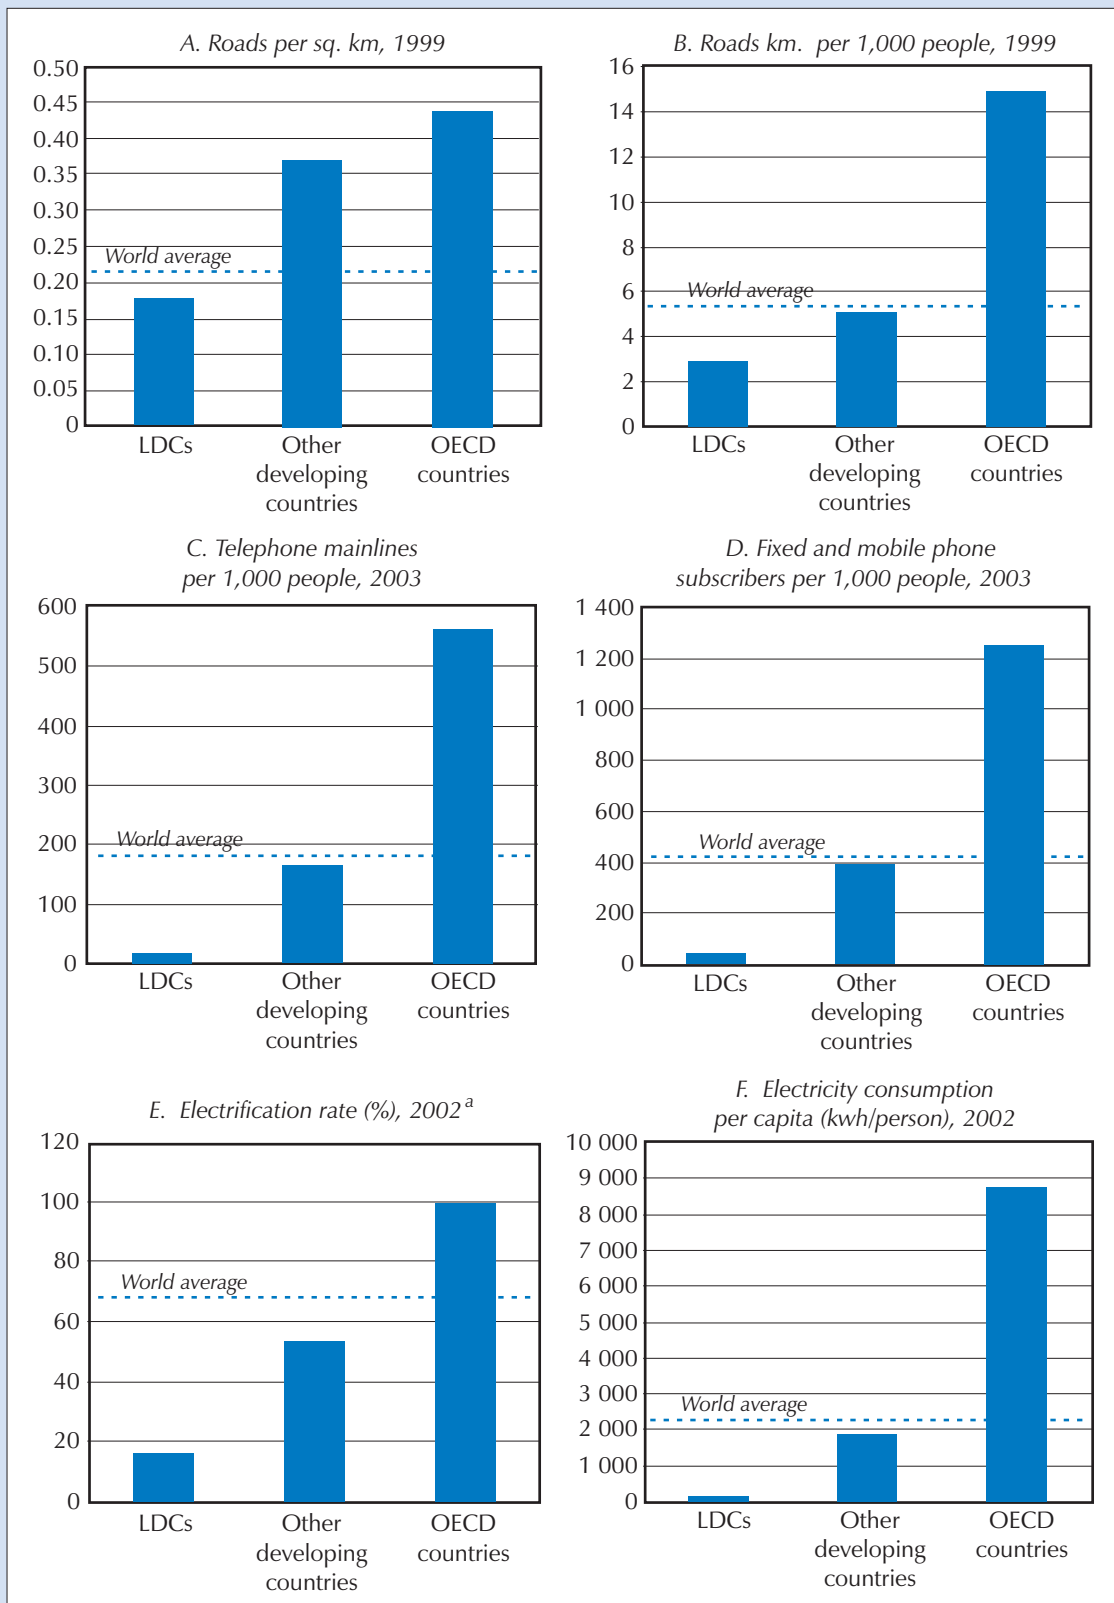 A. Roads per sq. km, 1999
0.50
0.45
0.40
0.35
0.30
0.25
0.20
0.15
0.10
0.05
0
World average
LDCs
Other
developing
countries
OECD
countries
B. Roads km. per 1,000 people, 1999
16
14
12
10
8
6
4
2
0
World average
LDCs
Other
developing
countries
OECD
countries
C. Telephone mainlines
per 1,000 people, 2003
600
500
400
300
200
100
0
World average
LDCs
Other
developing
countries
OECD
countries
D. Fixed and mobile phone
subscribers per 1,000 people, 2003
1 400
1 200
1 000
800
600
400
200
0
World average
LDCs
Other
developing
countries
OECD
countries
E. Electrification rate (%), 2002 a
120
100
80
60
40
20
0
World average
LDCs
Other
developing
countries
OECD
countries
F. Electricity consumption
per capita (kwh/person), 2002
10 000
9 000
8 000
7 000
6 000
5 000
4 000
3 000
2 000
1 000
0
World average
LDCs
Other
developing
countries
OECD
countries